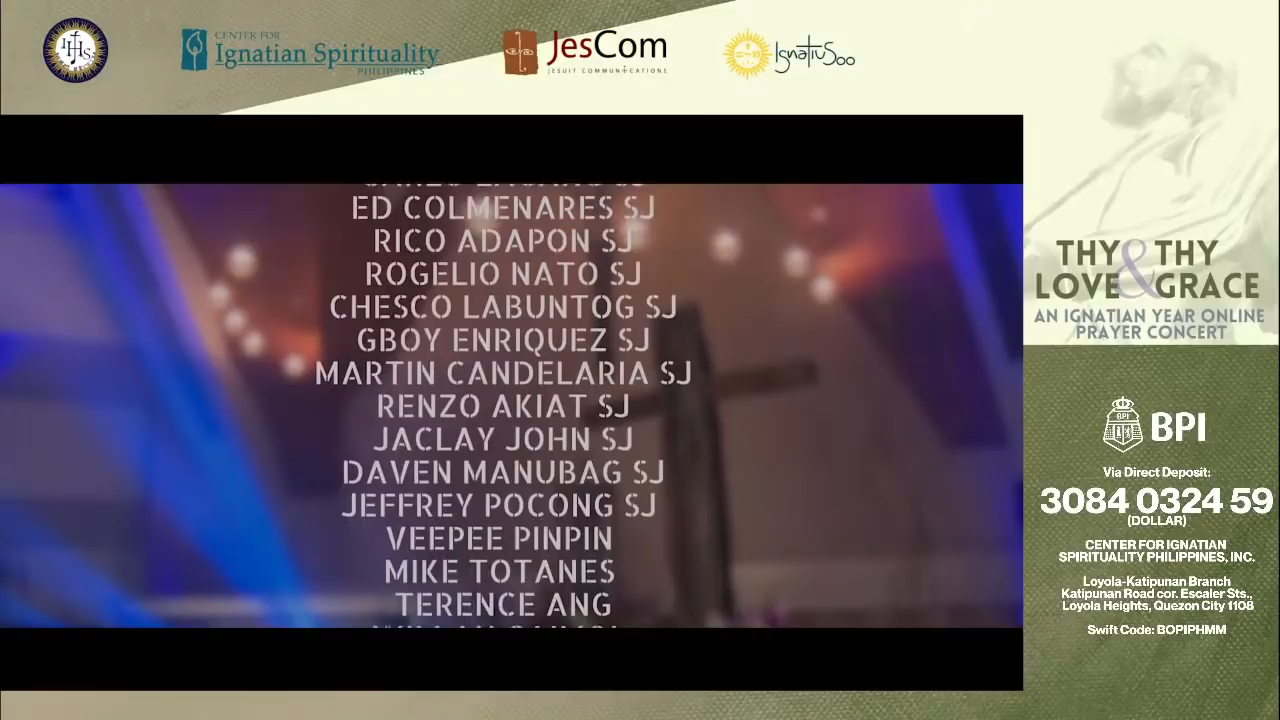 IHS
CENTER FOR
Ignatian Spirituality
PHILIPPINES
JesCom
JESUIT COMMUNICATIONS
IgnatiuS500
ED COLMENARES SJ
RICO ADAPON SJ
ROGELIO NATO SJ
CHESCO LABUNTOG SJ
GBOY ENRIQUEZ SJ
MARTIN CANDELARIA SJ
RENZO AKIAT SJ
JACLAY JOHN SJ
DAVEN MANUBAG SJ
JEFFREY POCONG SJ
VEEPEE PINPIN
MIKE TOTANES
TERENCE ANG
THY & THY
LOVE GRACE
AN IGNATIAN YEAR ONLINE
PRAYER CONCERT
BPI
BPI
Via Direct Deposit:
3084 0324 59
(DOLLAR)
CENTER FOR IGNATIAN
SPIRITUALITY PHILIPPINES, INC.
Loyola-Katipunan Branch
Katipunan Road cor. Escaler Sts.,
Loyola Heights, Quezon City 1108
Swift Code: BOPIPHMM